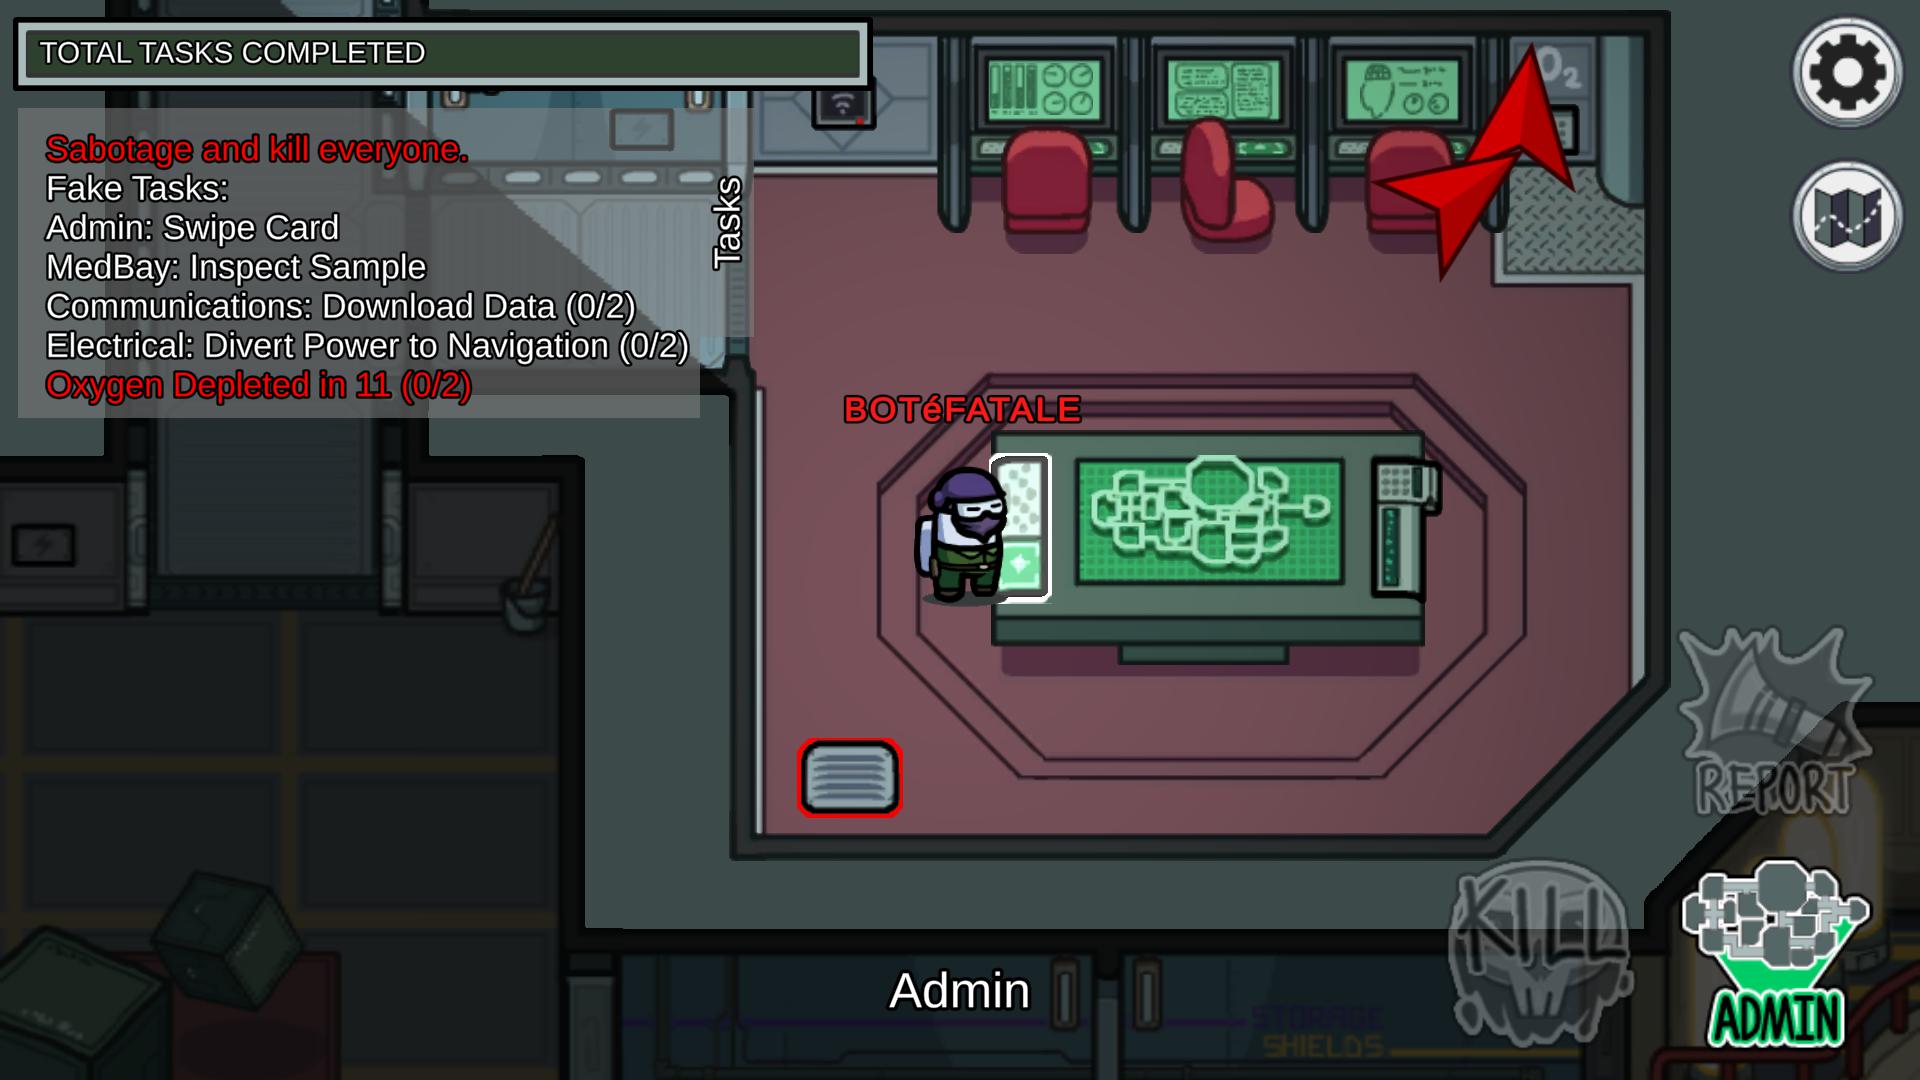 TOTAL TASKS COMPLETED
Sabotage and kill everyone.
Fake Tasks:
Admin: Swipe Card
MedBay: Inspect Sample
Communications: Download Data (0/2)
Electrical: Divert Power to Navigation (0/2)
Oxygen Depleted in 11 (0/2)
Tasks
O2
BOTéFATALE
REPORT
KILL
ADMIN
Admin
STORAGE
SHIELDS